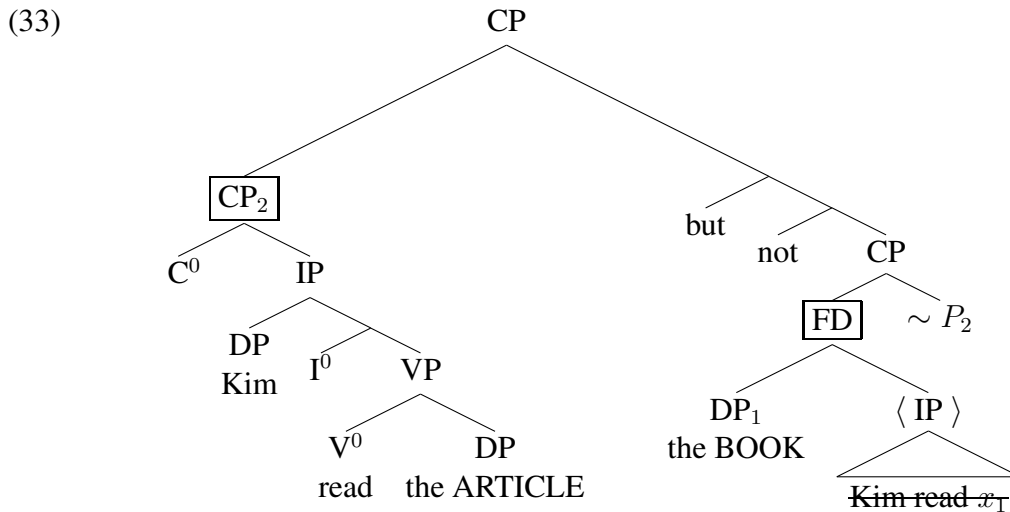 (33) CP
CP₂
but
not CP
C⁰ IP
FD ∼ P₂
DP I⁰ VP
Kim
DP₁ ⟨ IP ⟩
V⁰ DP the BOOK
read the ARTICLE Kim read x₁